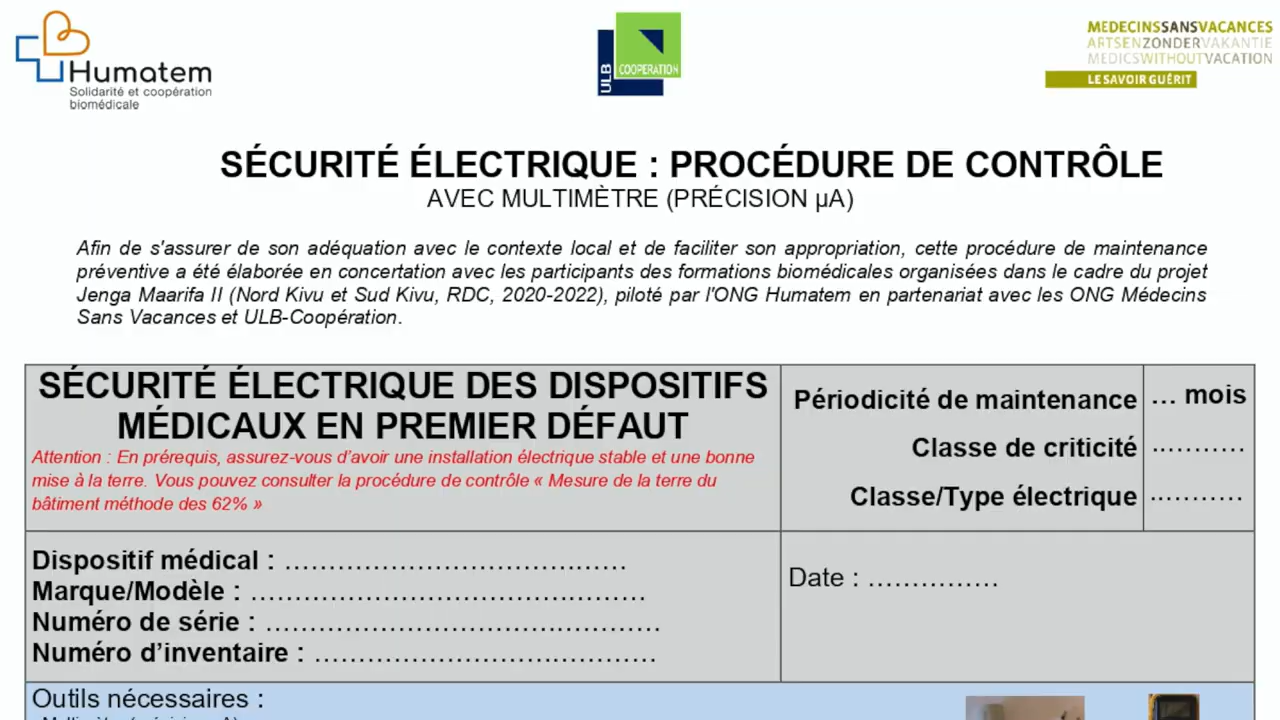 Humatem
Solidarité et coopération
biomédicale
ULB
COOPERATION
MEDECINSSANSVACANCES
ARTSENZONDERVAKANTIE
MEDICSWITHOUTVACATION
LE SAVOIR GUÉRIT
SÉCURITÉ ÉLECTRIQUE : PROCÉDURE DE CONTRÔLE
AVEC MULTIMÈTRE (PRÉCISION µA)
Afin de s'assurer de son adéquation avec le contexte local et de faciliter son appropriation, cette procédure de maintenance
préventive a été élaborée en concertation avec les participants des formations biomédicales organisées dans le cadre du projet
Jenga Maarifa II (Nord Kivu et Sud Kivu, RDC, 2020-2022), piloté par l'ONG Humatem en partenariat avec les ONG Médecins
Sans Vacances et ULB-Coopération.
SÉCURITÉ ÉLECTRIQUE DES DISPOSITIFS
MÉDICAUX EN PREMIER DÉFAUT
Attention : En prérequis, assurez-vous d'avoir une installation électrique stable et une bonne
mise à la terre. Vous pouvez consulter la procédure de contrôle « Mesure de la terre du
bâtiment méthode des 62% »
Périodicité de maintenance … mois
Classe de criticité ..………
Classe/Type électrique ..………
Dispositif médical : …………………………….……
Marque/Modèle : …………………………….………
Numéro de série : ………………………….…………
Numéro d’inventaire : ……………………….…………
Date : ……………
Outils nécessaires :